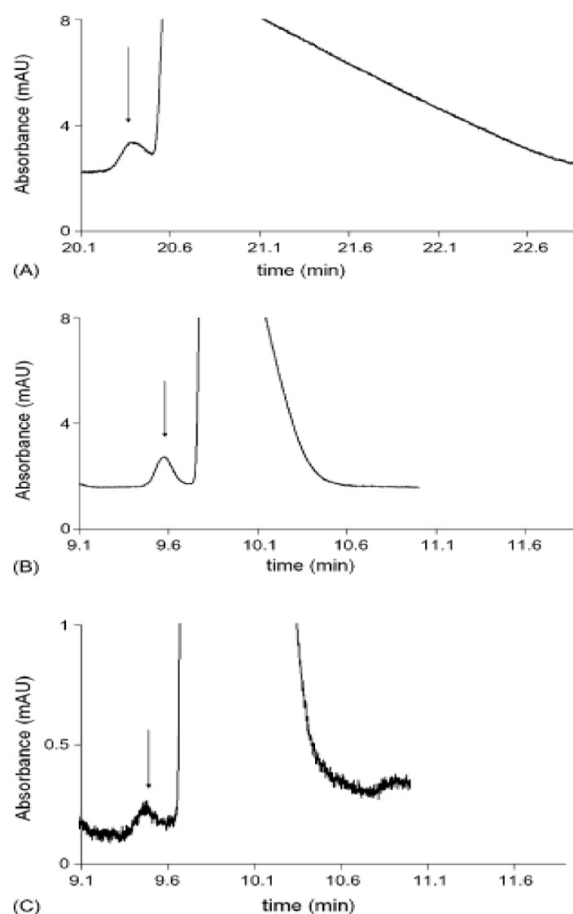 8
4
0
Absorbance (mAU)
20.1 20.6 21.1 21.6 22.1 22.6
time (min)
(A)
8
4
0
Absorbance (mAU)
9.1 9.6 10.1 10.6 11.1 11.6
time (min)
(B)
1
0.5
0
Absorbance (mAU)
9.1 9.6 10.1 10.6 11.1 11.6
time (min)
(C)